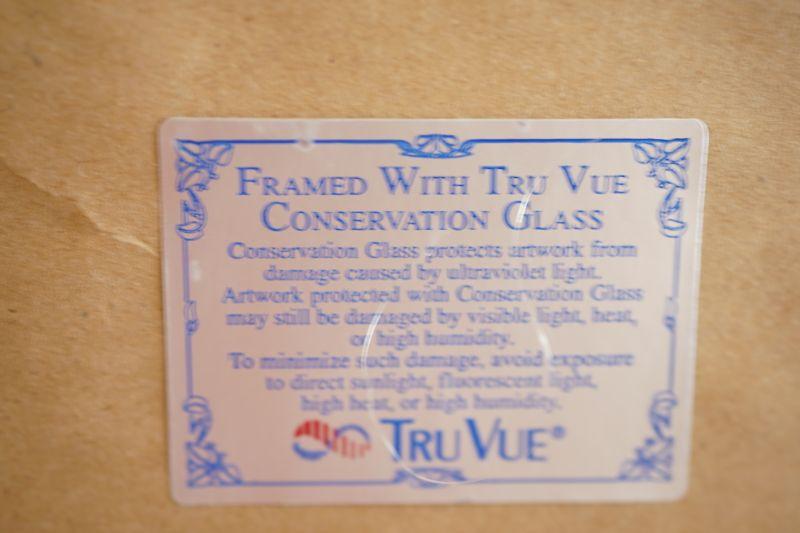 FRAMED WITH TRU VUE
CONSERVATION GLASS
Conservation Glass protects artwork from
damage caused by ultraviolet light.
Artwork protected with Conservation Glass
may still be damaged by visible light, heat,
or high humidity.
To minimize such damage, avoid exposure
to direct sunlight, fluorescent light,
high heat, or high humidity.
TRU VUE®